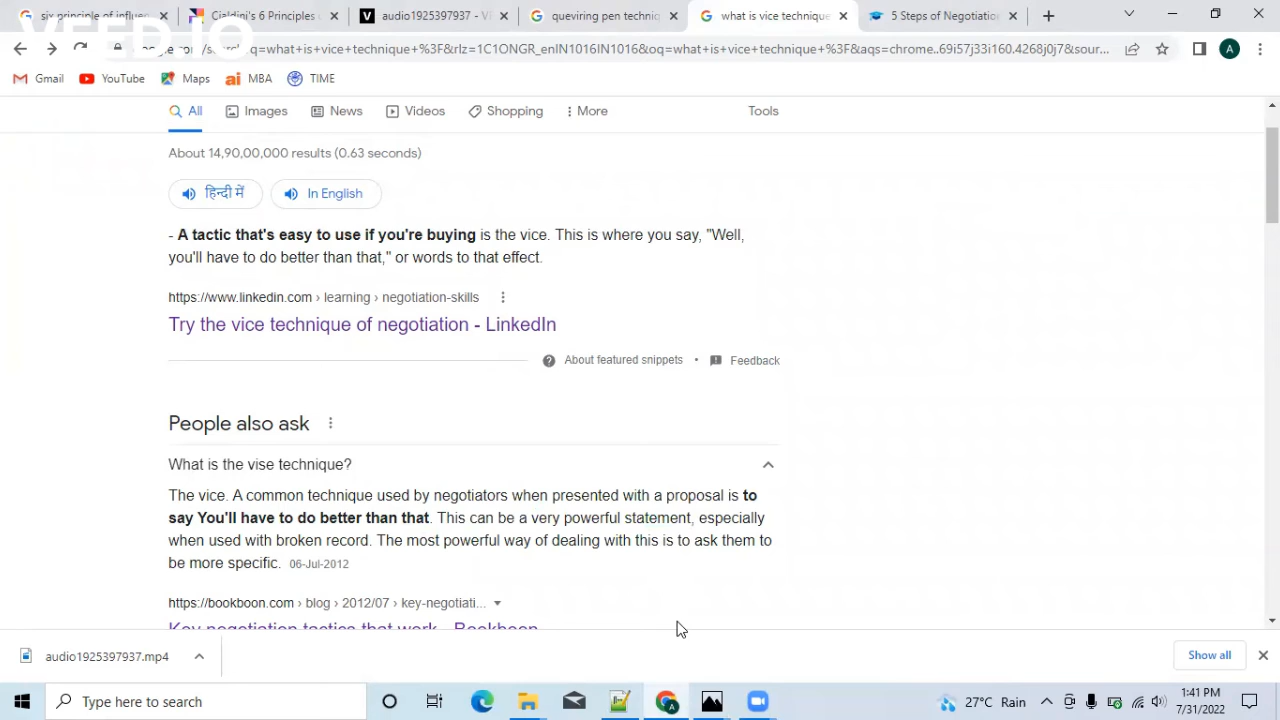 six principle of influe
Cialdini's 6 Principles
audio1925397937 - V
queviring pen techniq
what is vice technique
5 Steps of Negotiatio
VEED.IO
q=what+is+vice+technique+%3F&rlz=1C1ONGR_enIN1016IN1016&oq=what+is+vice+technique+%3F&aqs=chrome..69i57j33i160.4268j0j7&sour...
A
Gmail
YouTube
Maps
ai MBA
TIME
All
Images
News
Videos
Shopping
More
Tools
About 14,90,00,000 results (0.63 seconds)
हिन्दी में
In English
- A tactic that's easy to use if you're buying is the vice. This is where you say, "Well,
you'll have to do better than that," or words to that effect.
https://www.linkedin.com › learning › negotiation-skills
Try the vice technique of negotiation - LinkedIn
About featured snippets • Feedback
People also ask
What is the vise technique?
The vice. A common technique used by negotiators when presented with a proposal is to
say You'll have to do better than that. This can be a very powerful statement, especially
when used with broken record. The most powerful way of dealing with this is to ask them to
be more specific. 06-Jul-2012
https://bookboon.com › blog › 2012/07 › key-negotiati...
Key negotiation tactics that work - Bookboon
audio1925397937.mp4
Show all
Type here to search
27°C Rain
1:41 PM
7/31/2022